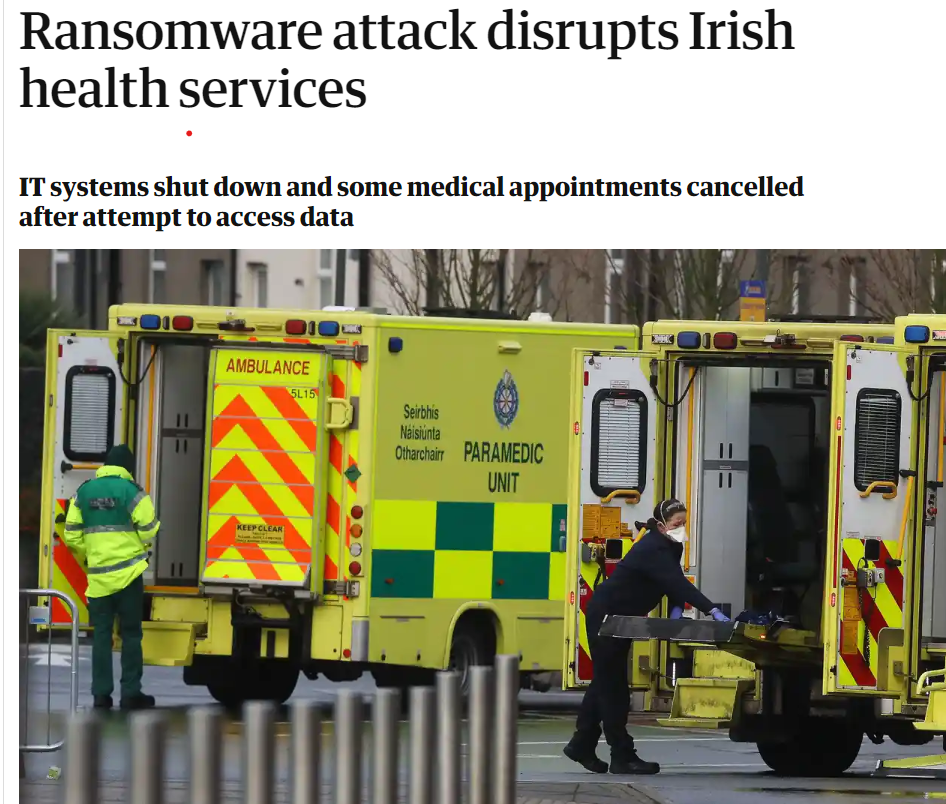 Ransomware attack disrupts Irish
health services
IT systems shut down and some medical appointments cancelled
after attempt to access data
AMBULANCE
5L15
Seirbhís
Náisiúnta
Otharcharr
PARAMEDIC
UNIT
KEEP CLEAR